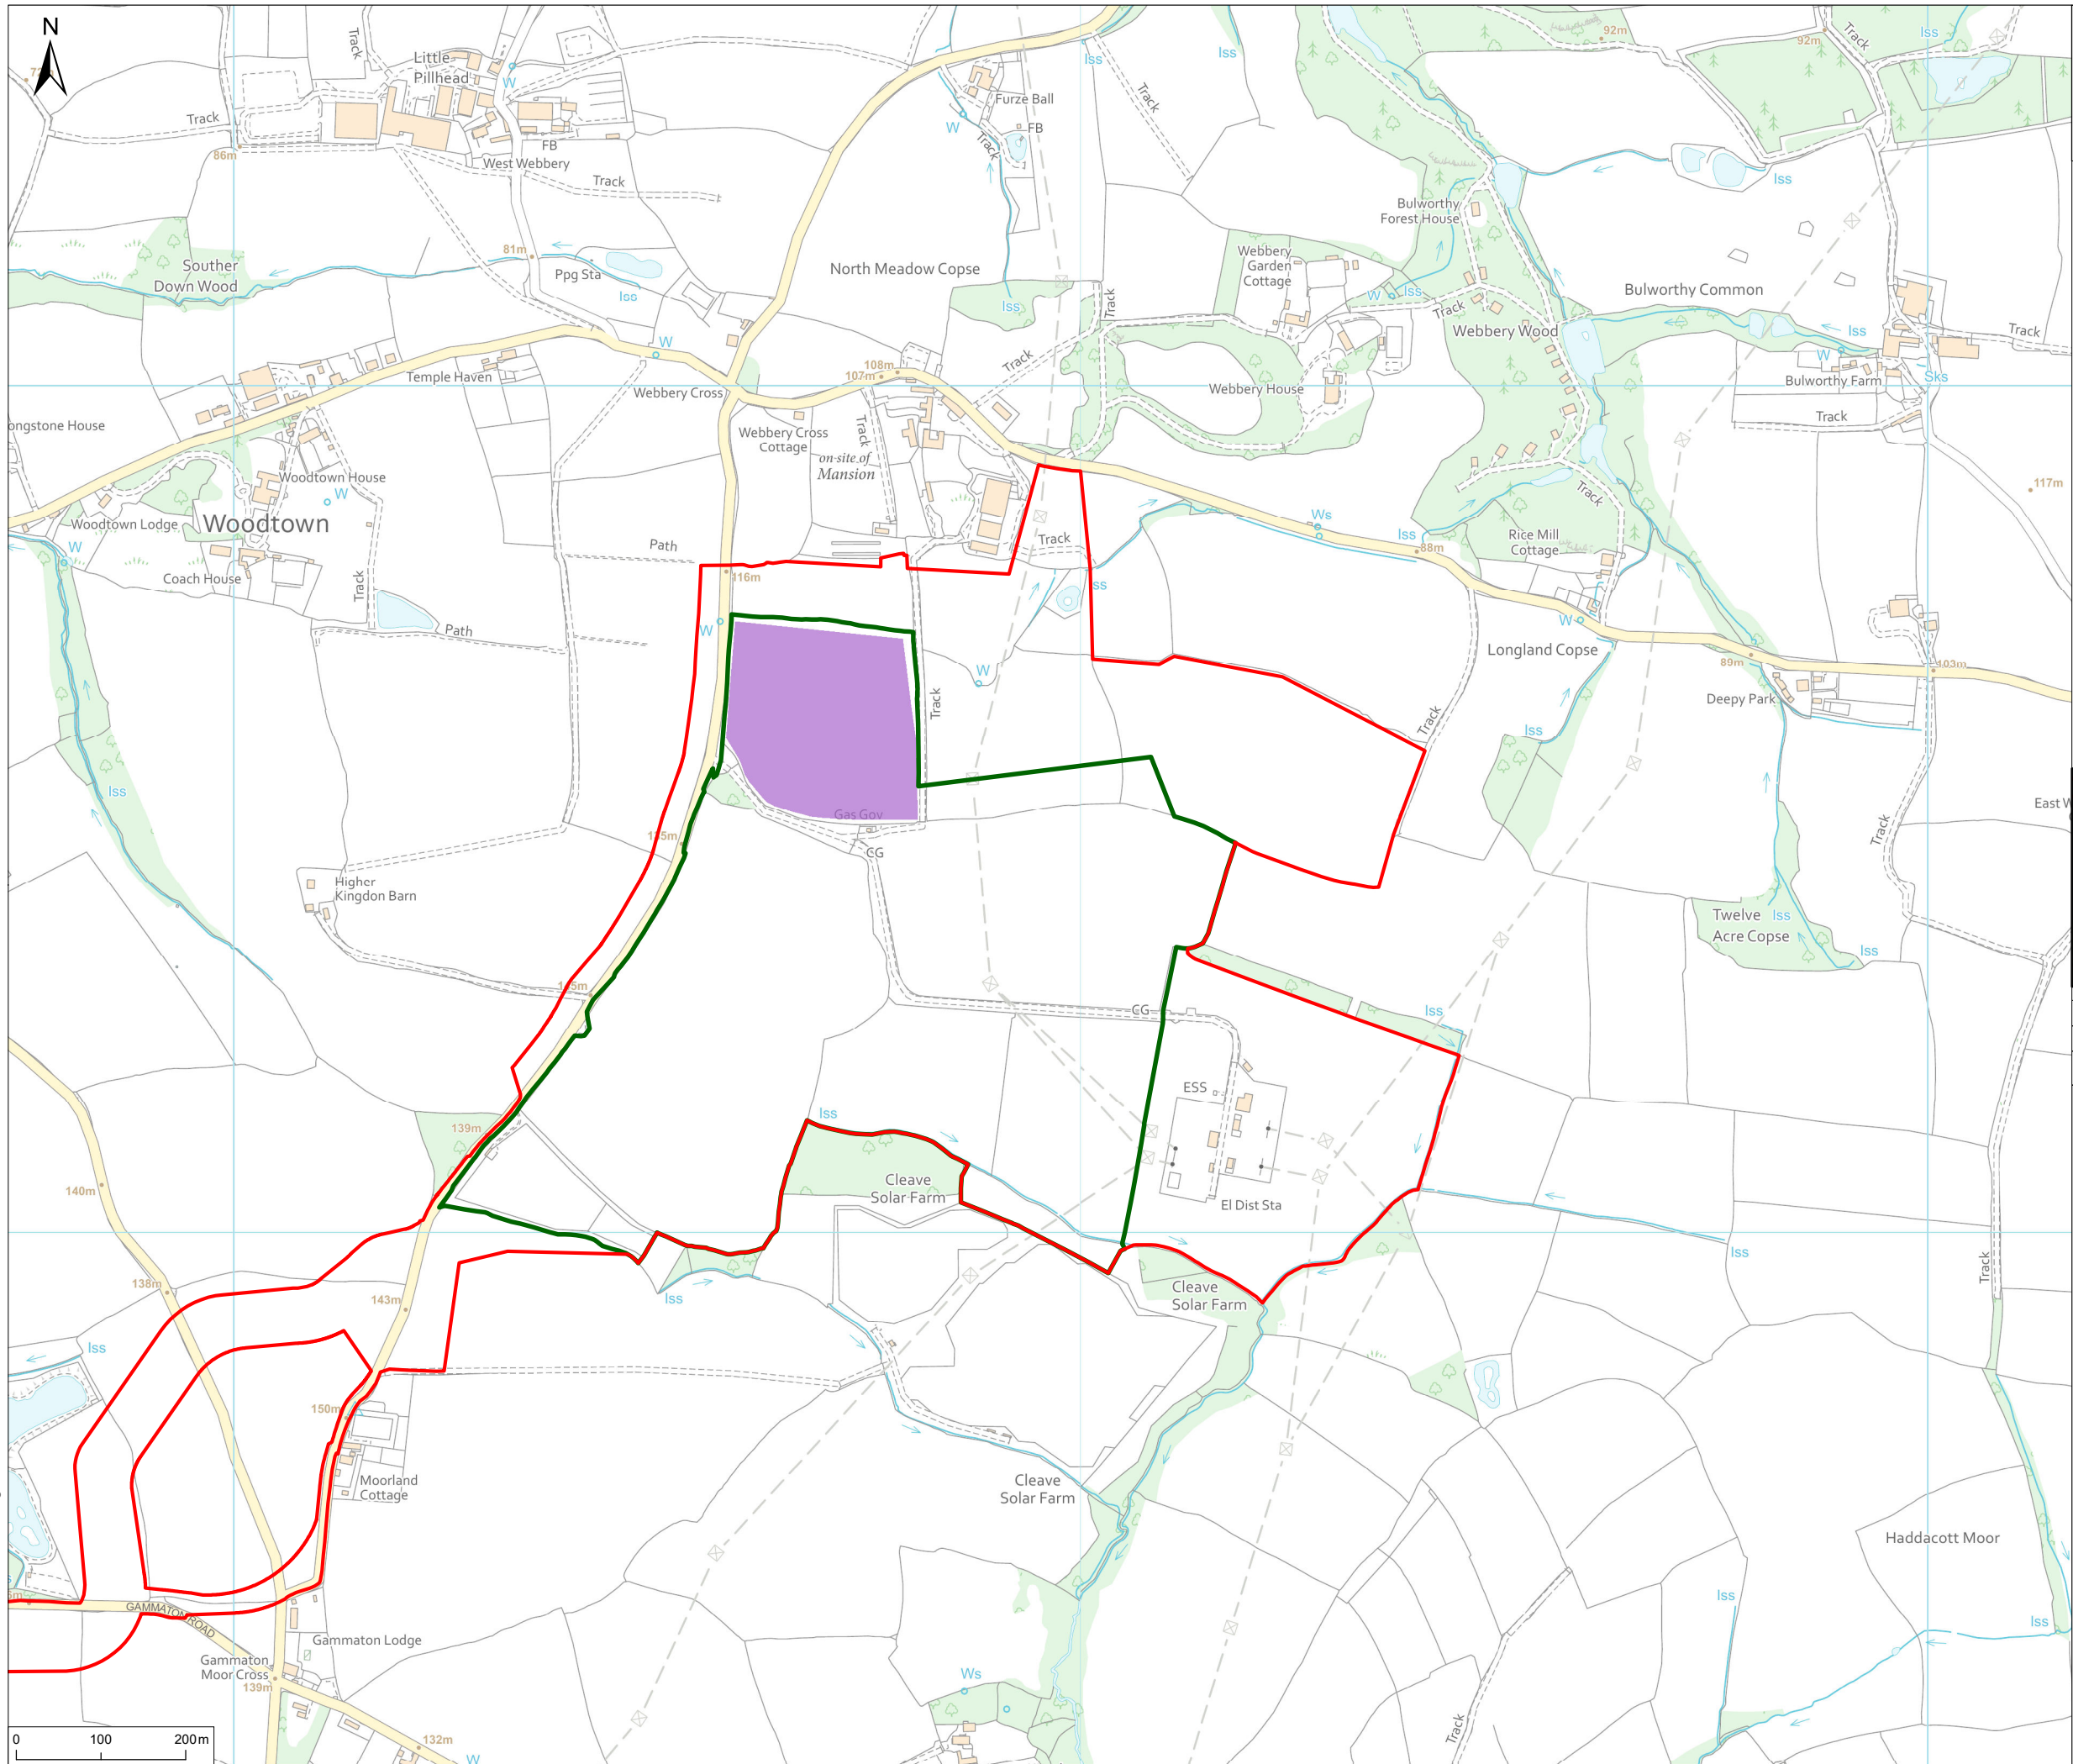 N
Track
Little
Pillhead
W
Track
86m
FB
West Webbery
Track
81m
Ppg Sta
Iss
Souther
Down Wood
Iss
Furze Ball
FB
W
Track
Track
Iss
92m
92m
Track
Iss
Iss
Bulworthy
Forest House
Webbery
Garden
Cottage
W
Iss
North Meadow Copse
Iss
Track
Track
Webbery Wood
Bulworthy Common
Iss
W
Track
Bulworthy Farm
Sks
Track
W
Temple Haven
Webbery Cross
108m
107m
Track
Webbery House
Webbery Cross
Cottage
Track
on site of
Mansion
ongstone House
Woodtown House
W
Woodtown Lodge
Woodtown
W
Coach House
Track
Path
Path
116m
W
Track
Iss
Ws
Iss
88m
Track
Rice Mill
Cottage
117m
W
Longland Copse
89m
103m
Deepy Park
W
Track
Track
Iss
Iss
Gas Gov
CG
Track
East W
Higher
Kingdon Barn
Twelve
Acre Copse
Iss
Iss
CG
Iss
ESS
El Dist Sta
139m
Iss
Cleave
Solar Farm
140m
138m
143m
Iss
Iss
Cleave
Solar Farm
Iss
Track
150m
Moorland
Cottage
Cleave
Solar Farm
Haddacott Moor
Iss
Iss
GAMMATON ROAD
Gammaton Lodge
Gammaton
Moor Cross
139m
Ws
Track
132m
W
0 100 200m